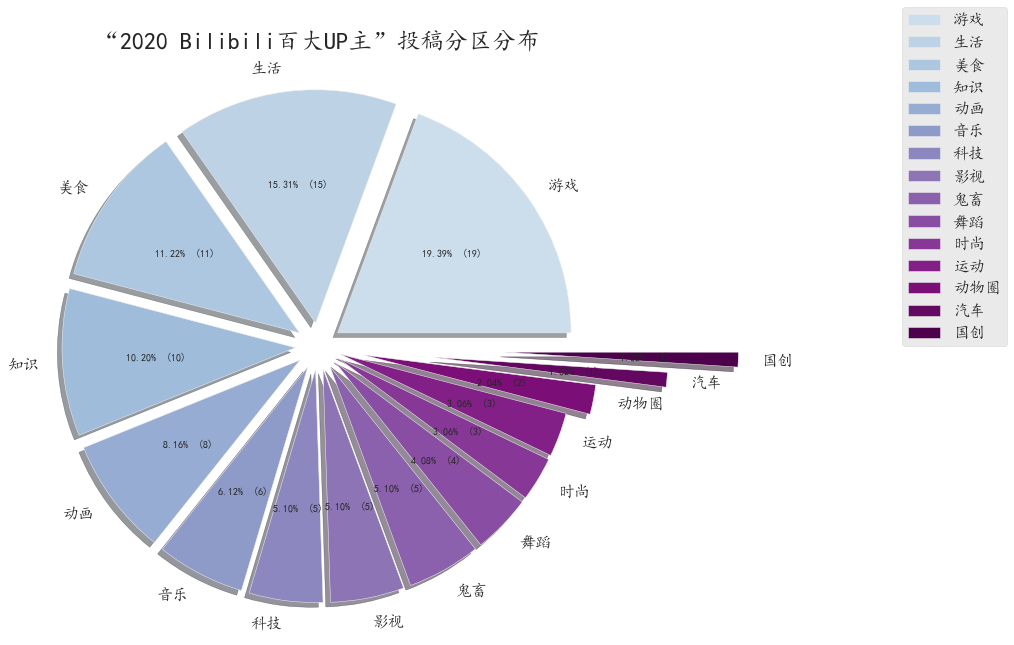 “2020 Bilibili百大UP主”投稿分区分布
生活
游戏
美食
15.31% (15)
11.22% (11)
19.39% (19)
知识
10.20% (10)
国创
汽车
2.04% (2)
动物圈
3.06% (3)
运动
3.06% (3)
8.16% (8)
4.08% (4)
时尚
动画
6.12% (6)
5.10% (5)
5.10% (5)
5.10% (5)
舞蹈
音乐
鬼畜
科技
影视
游戏
生活
美食
知识
动画
音乐
科技
影视
鬼畜
舞蹈
时尚
运动
动物圈
汽车
国创